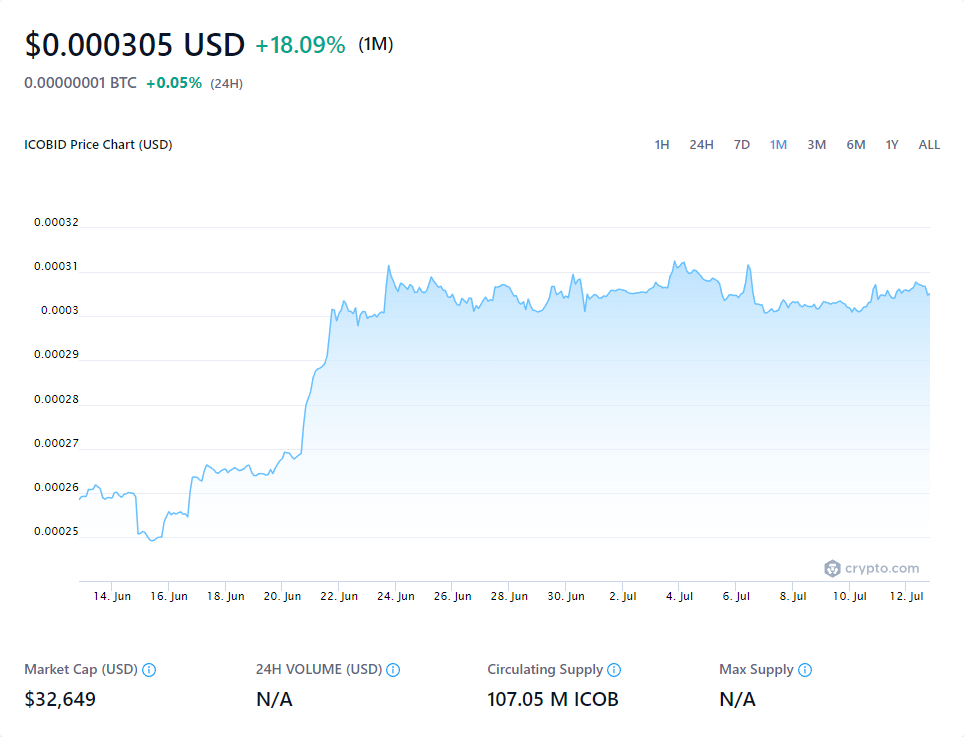 $0.000305 USD +18.09% (1M)
0.00000001 BTC +0.05% (24H)
ICOBID Price Chart (USD) 1H 24H 7D 1M 3M 6M 1Y ALL
0.00032
0.00031
0.0003
0.00029
0.00028
0.00027
0.00026
0.00025
crypto.com
14. Jun 16. Jun 18. Jun 20. Jun 22. Jun 24. Jun 26. Jun 28. Jun 30. Jun 2. Jul 4. Jul 6. Jul 8. Jul 10. Jul 12. Jul
Market Cap (USD) 24H VOLUME (USD) Circulating Supply Max Supply
$32,649 N/A 107.05 M ICOB N/A